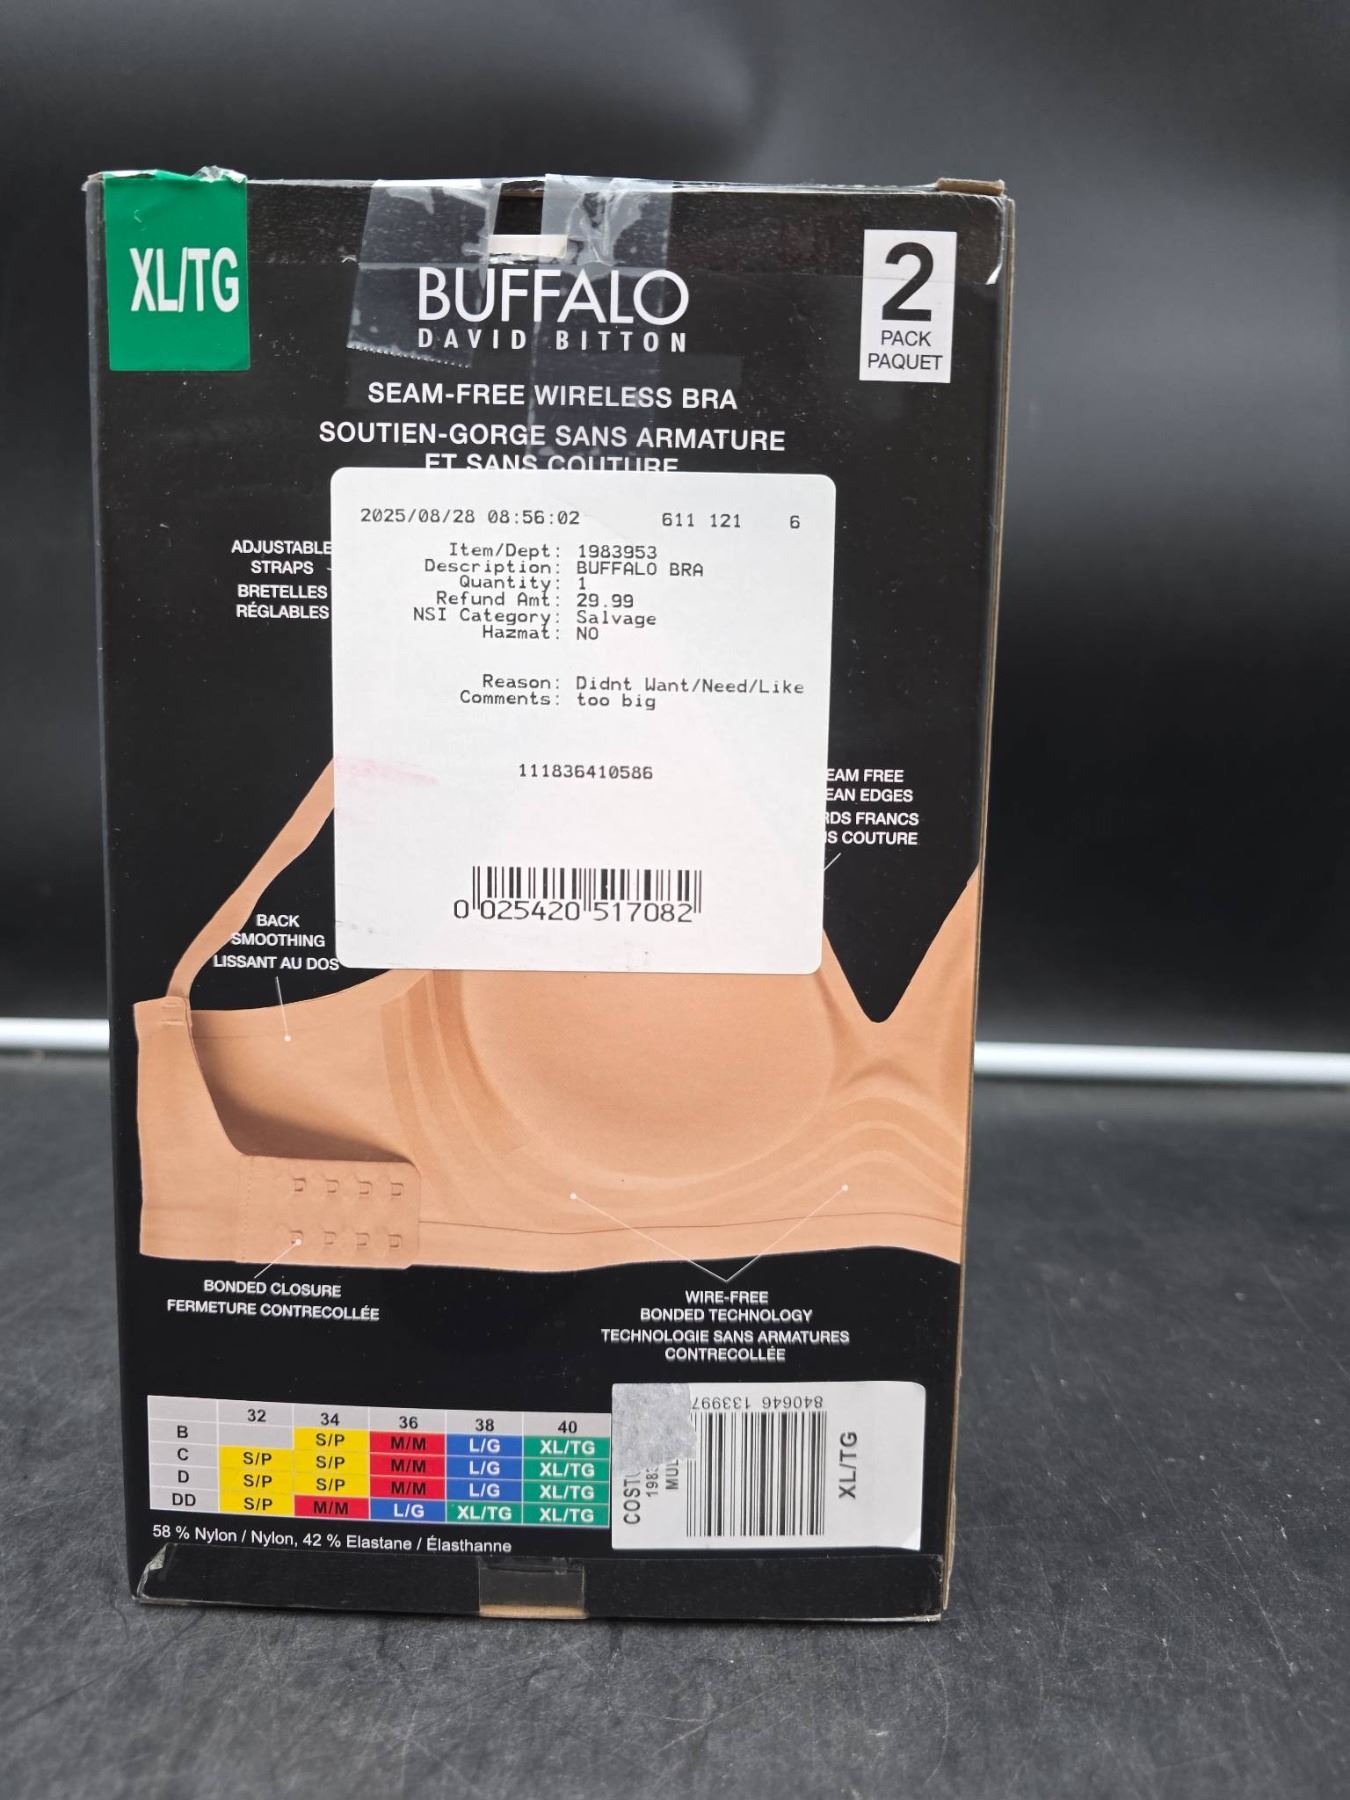 XL/TG
BUFFALO
DAVID BITTON
2
PACK
PAQUET
SEAM-FREE WIRELESS BRA
SOUTIEN-GORGE SANS ARMATURE
ET SANS COUTURE
2025/08/28 08:56:02 611 121 6
Item/Dept: 1983953
Description: BUFFALO BRA
Quantity: 1
Refund Amt: 29.99
NSI Category: Salvage
Hazmat: NO
Reason: Didnt Want/Need/Like
Comments: too big
111836410586
0 025420 517082
ADJUSTABLE
STRAPS
BRETELLES
RÉGLABLES
EAM FREE
EAN EDGES
RDS FRANCS
S COUTURE
BACK
SMOOTHING
LISSANT AU DOS
BONDED CLOSURE
FERMETURE CONTRECOLLÉE
WIRE-FREE
BONDED TECHNOLOGY
TECHNOLOGIE SANS ARMATURES
CONTRECOLLÉE
32 34 36 38 40
B S/P M/M L/G XL/TG
C S/P S/P M/M L/G XL/TG
D S/P S/P M/M L/G XL/TG
DD S/P M/M L/G XL/TG XL/TG
58 % Nylon / Nylon, 42 % Elastane / Élasthanne
840646 133997
COST
198
MUL
XL/TG